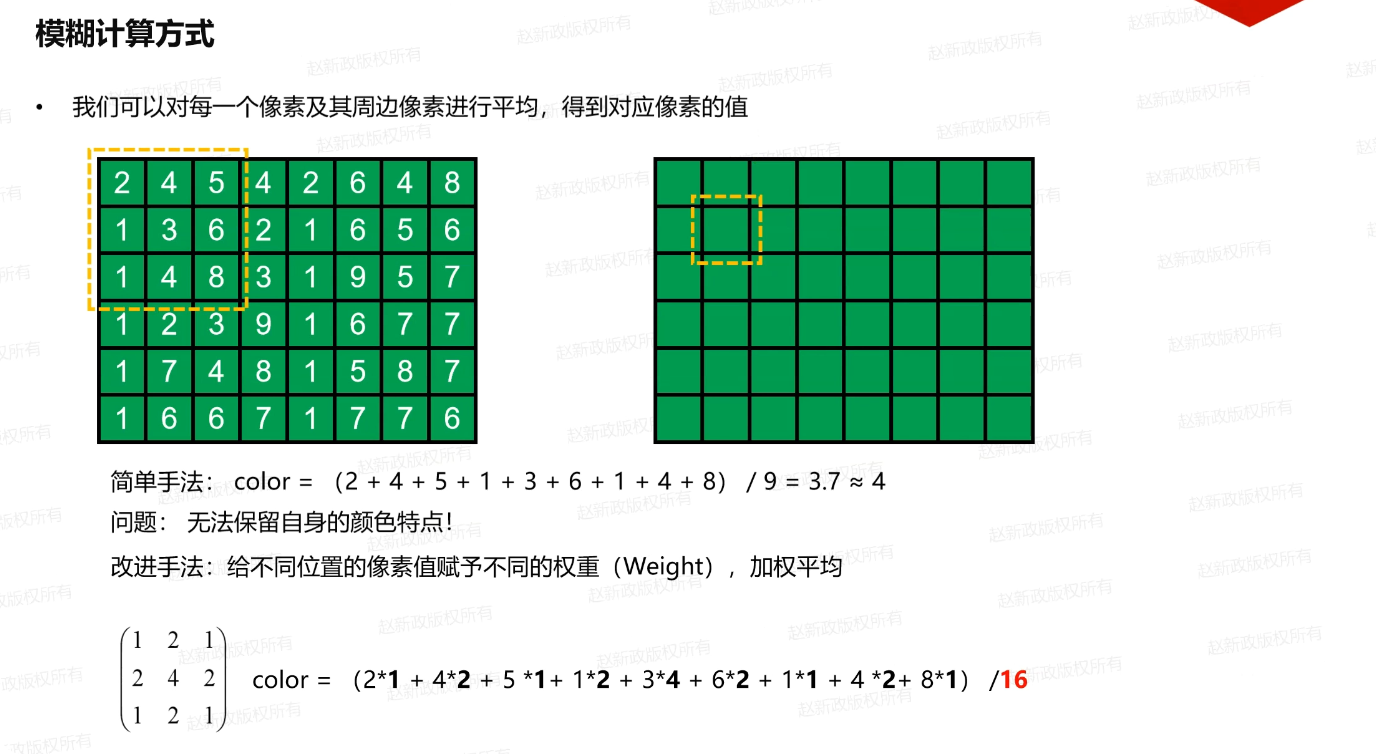 模糊计算方式
• 我们可以对每一个像素及其周边像素进行平均，得到对应像素的值
2 4 5 4 2 6 4 8
1 3 6 2 1 6 5 6
1 4 8 3 1 9 5 7
1 2 3 9 1 6 7 7
1 7 4 8 1 5 8 7
1 6 6 7 1 7 7 6
简单手法： color = （2 + 4 + 5 + 1 + 3 + 6 + 1 + 4 + 8） / 9 = 3.7 ≈ 4
问题： 无法保留自身的颜色特点！
改进手法：给不同位置的像素值赋予不同的权重（Weight），加权平均
1 2 1
2 4 2
1 2 1
color = （2*1 + 4*2 + 5 *1+ 1*2 + 3*4 + 6*2 + 1*1 + 4 *2+ 8*1） /16
赵新政版权所有